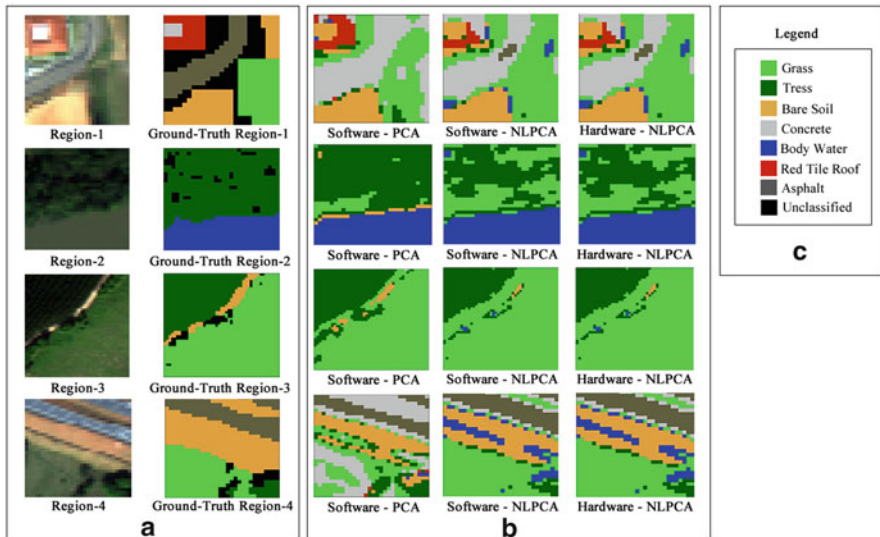 Region-1
Ground-Truth Region-1
Region-2
Ground-Truth Region-2
Region-3
Ground-Truth Region-3
Region-4
Ground-Truth Region-4
a
Software - PCA
Software - NLPCA
Hardware - NLPCA
Software - PCA
Software - NLPCA
Hardware - NLPCA
Software - PCA
Software - NLPCA
Hardware - NLPCA
Software - PCA
Software - NLPCA
Hardware - NLPCA
b
Legend
Grass
Tress
Bare Soil
Concrete
Body Water
Red Tile Roof
Asphalt
Unclassified
c